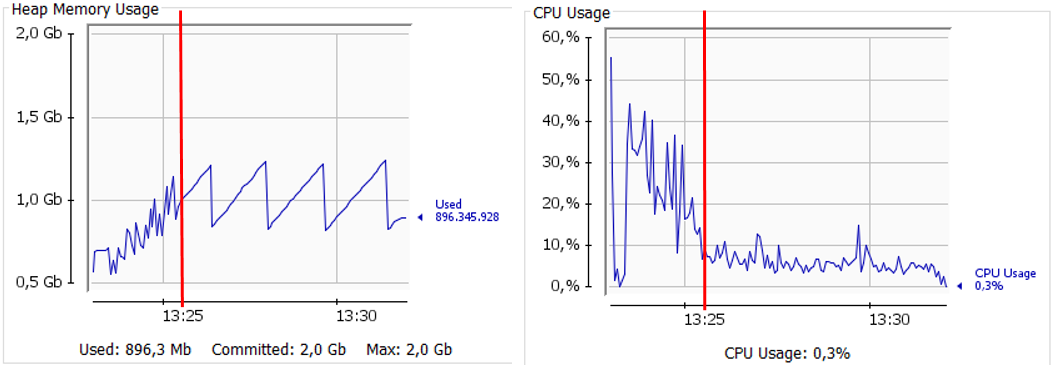 Heap Memory Usage
2,0 Gb
1,5 Gb
1,0 Gb
0,5 Gb
Used
896.345.928
13:25
13:30
Used: 896,3 Mb Committed: 2,0 Gb Max: 2,0 Gb
CPU Usage
60,%
50,%
40,%
30,%
20,%
10,%
0,%
CPU Usage
0,3%
13:25
13:30
CPU Usage: 0,3%